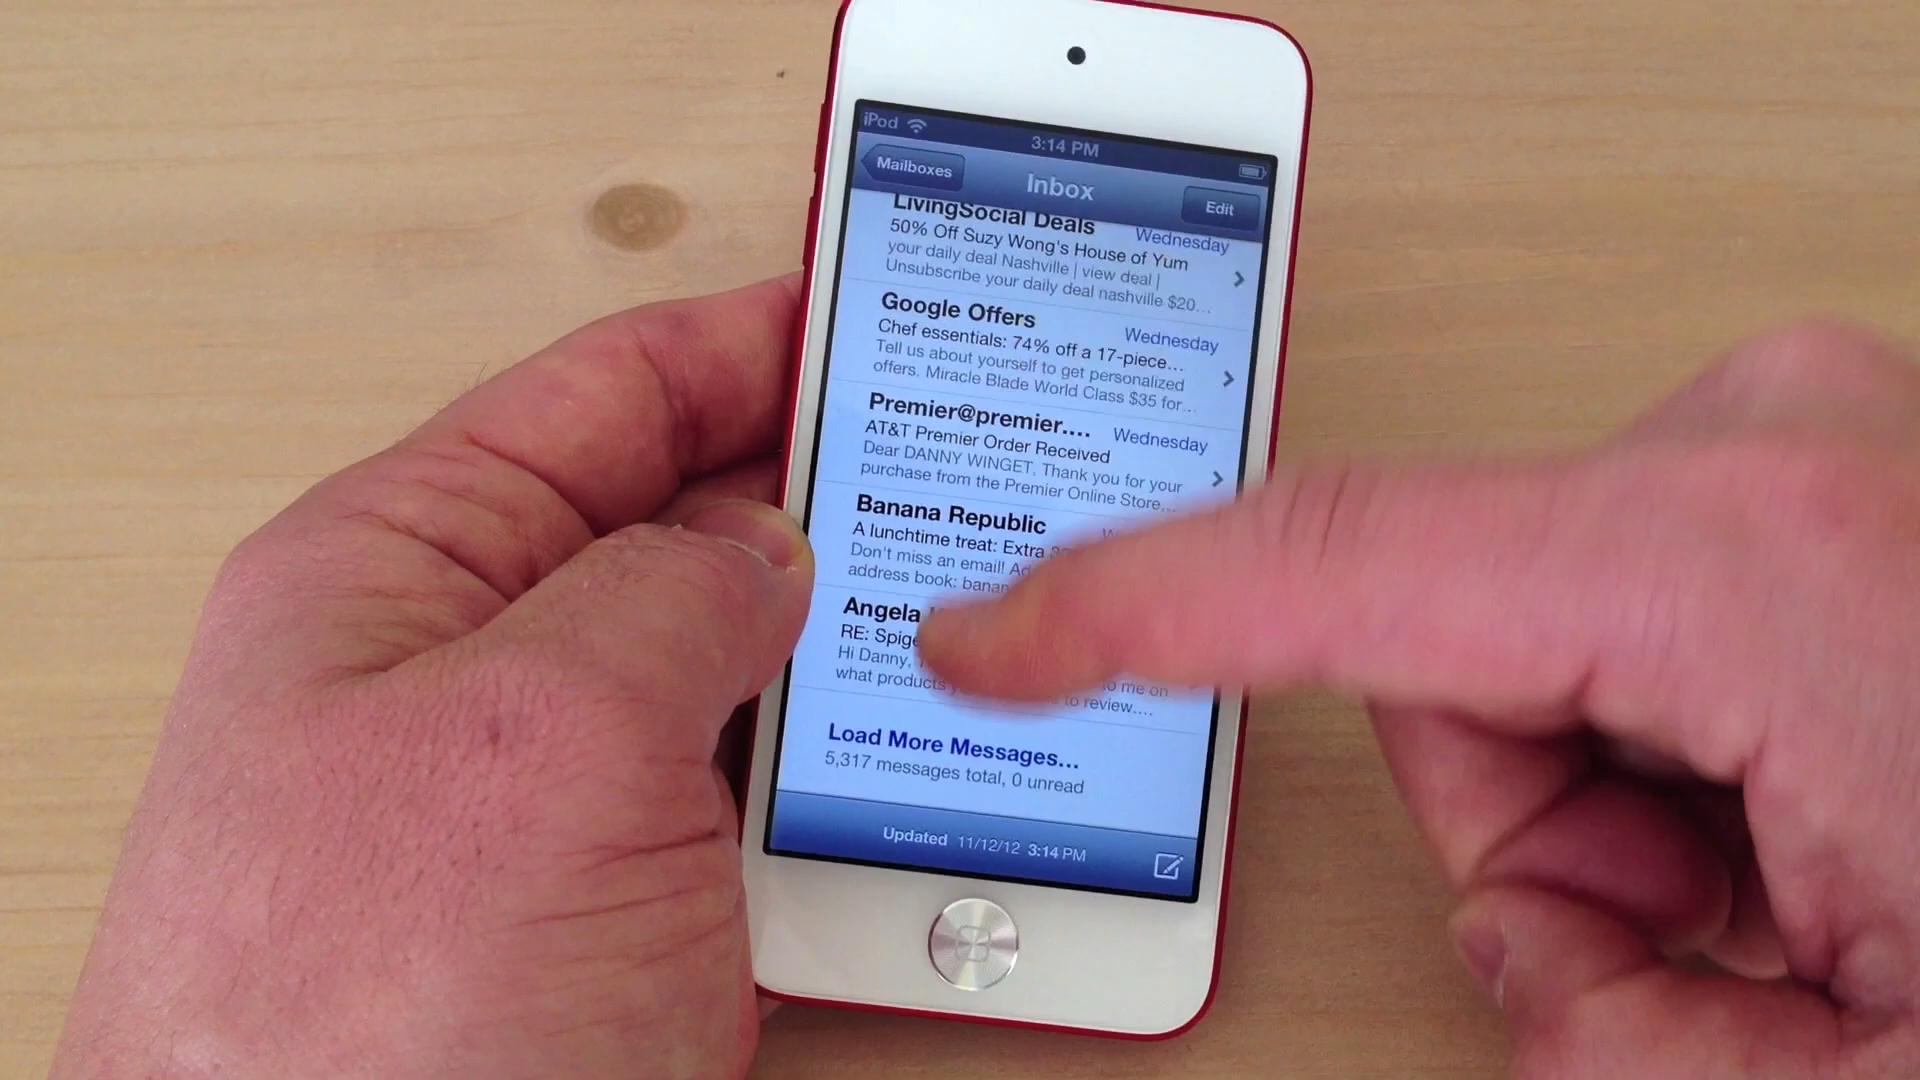 iPod
3:14 PM
Mailboxes
Inbox
Edit
LivingSocial Deals
Wednesday
50% Off Suzy Wong's House of Yum
your daily deal Nashville | view deal |
Unsubscribe your daily deal nashville $20...
Google Offers
Wednesday
Chef essentials: 74% off a 17-piece...
Tell us about yourself to get personalized
offers. Miracle Blade World Class $35 for...
Premier@premier....
Wednesday
AT&T Premier Order Received
Dear DANNY WINGET, Thank you for your
purchase from the Premier Online Store...
Banana Republic
A lunchtime treat: Extra
Don't miss an email!
address book:
Angela
RE:
Hi Danny,
to me on
what products to review....
Load More Messages...
5,317 messages total, 0 unread
Updated 11/12/12 3:14 PM